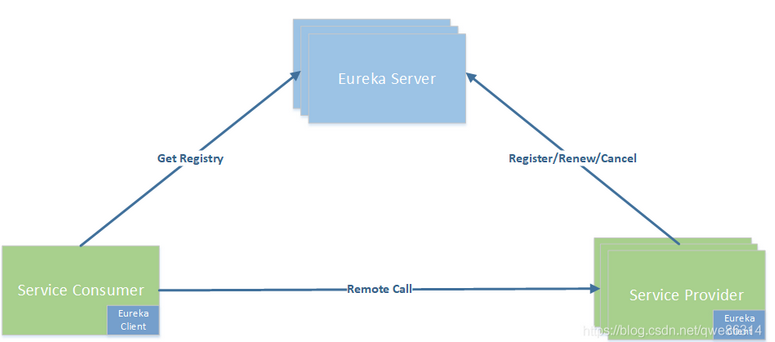 Eureka Server
Get Registry
Register/Renew/Cancel
Service Consumer
Eureka
Client
Remote Call
Service Provider
Eureka
Client
https://blog.csdn.net/qwe86314